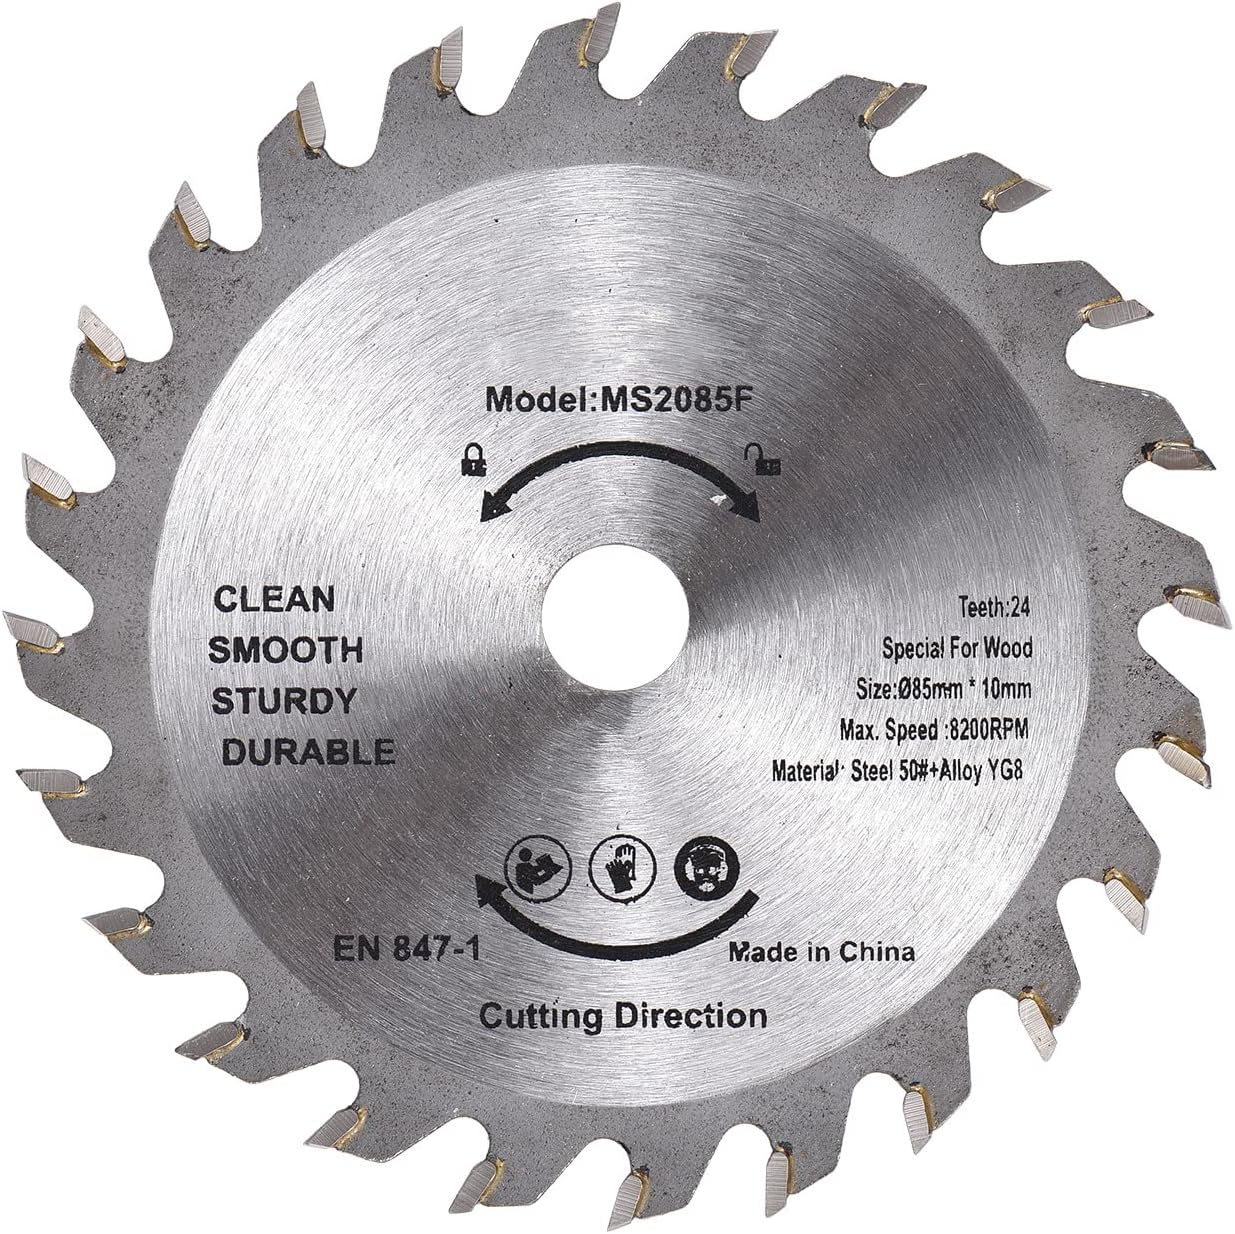 Model:MS2085F
CLEAN
SMOOTH
STURDY
DURABLE
Teeth:24
Special For Wood
Size:Ø85mm * 10mm
Max. Speed :8200RPM
Material: Steel 50#+Alloy YG8
EN 847-1
Made in China
Cutting Direction